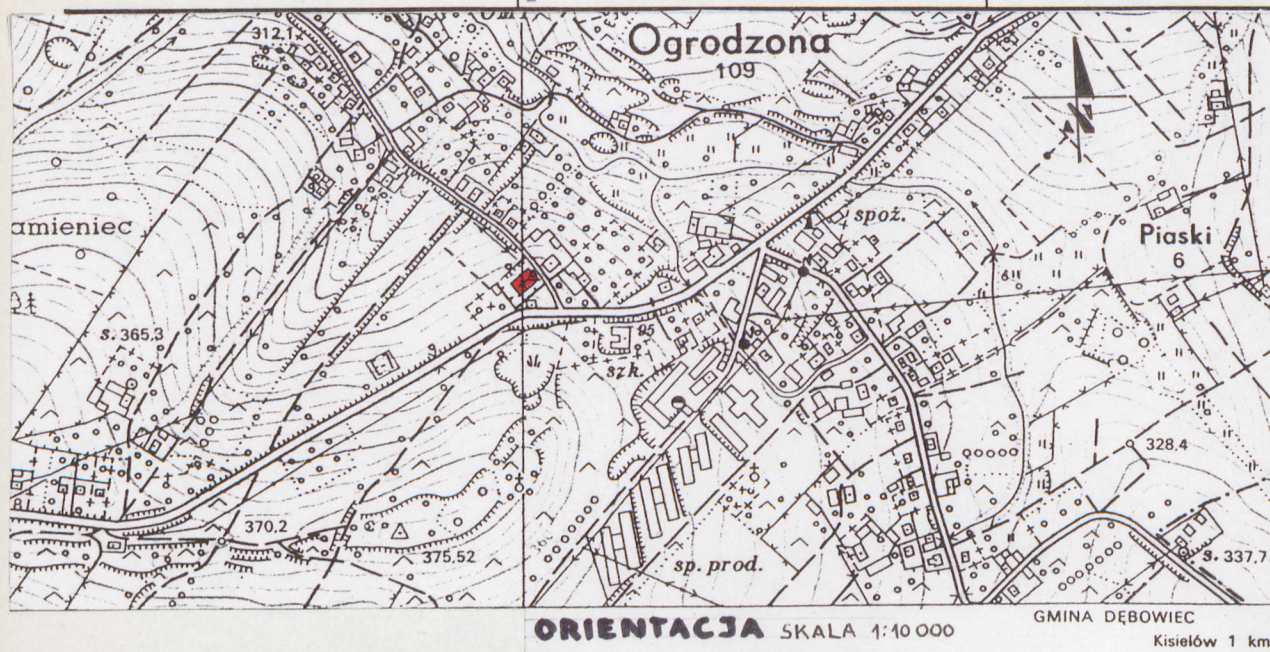 312,1
Ogrodzona
109
N
amieniec
spoż.
Piaski
6
s. 365,3
95
szk.
328,4
81
370,2
375,52
sp. prod.
s. 337,7
ORIENTACJA SKALA 1:10 000
GMINA DĘBOWIEC
Kisielów 1 km